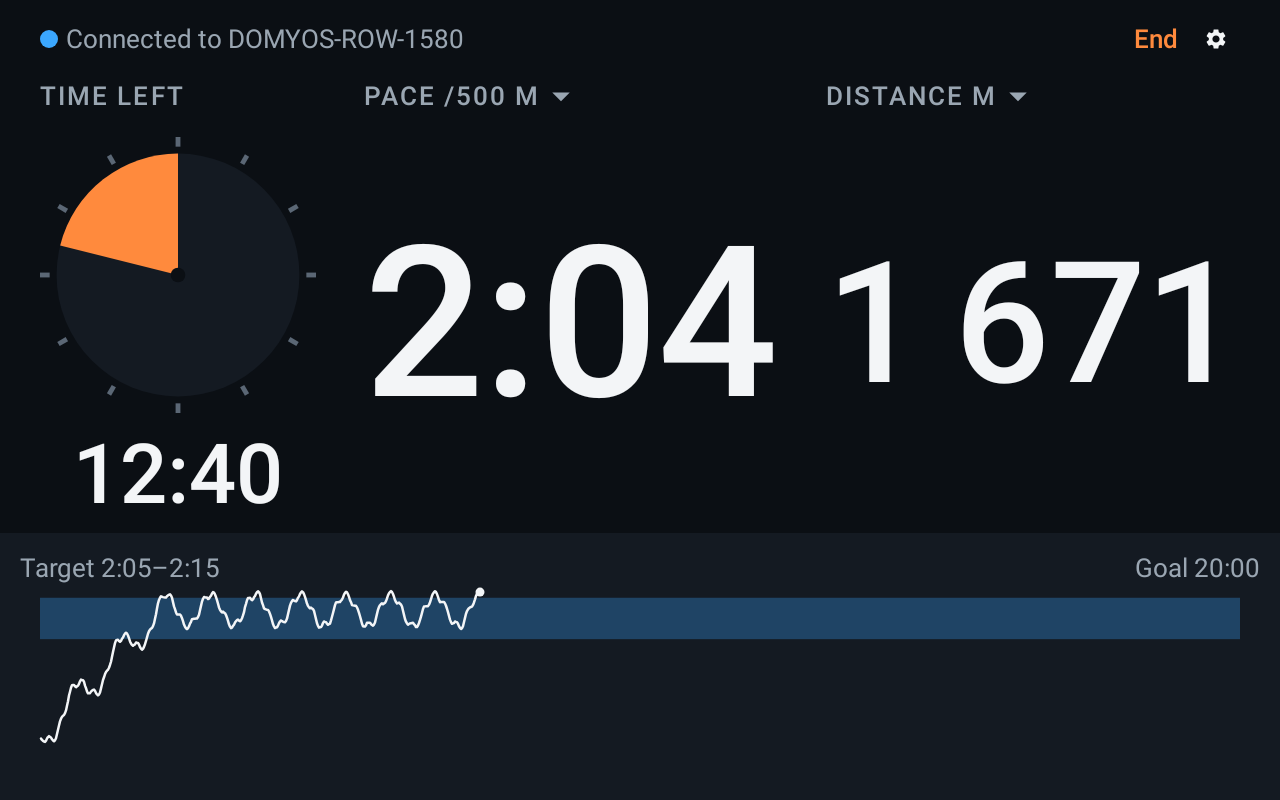 Connected to DOMYOS-ROW-1580
End
TIME LEFT
PACE /500 M
DISTANCE M
2:04
1 671
12:40
Target 2:05–2:15
Goal 20:00